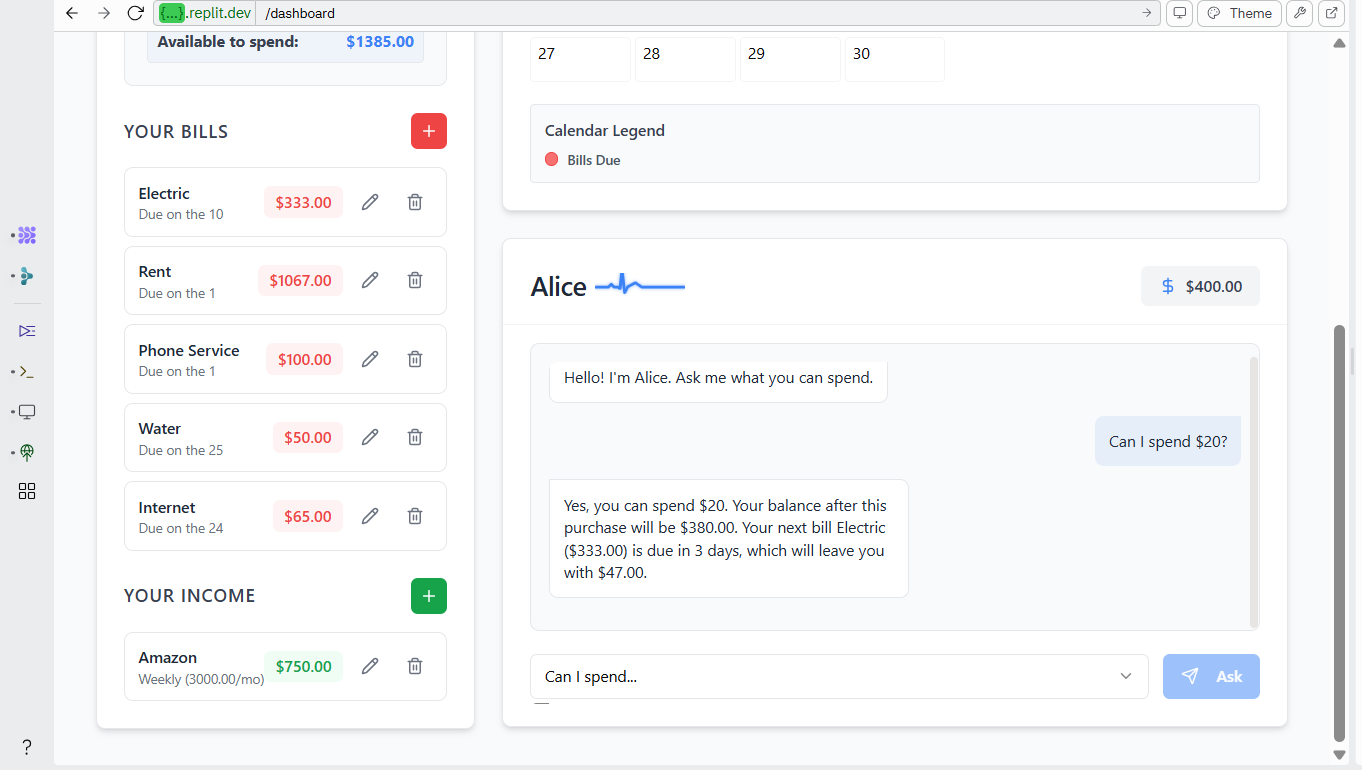 {...}.replit.dev /dashboard
Theme
Available to spend: $1385.00
YOUR BILLS
Electric
Due on the 10
$333.00
Rent
Due on the 1
$1067.00
Phone Service
Due on the 1
$100.00
Water
Due on the 25
$50.00
Internet
Due on the 24
$65.00
YOUR INCOME
Amazon
Weekly (3000.00/mo)
$750.00
27 28 29 30
Calendar Legend
Bills Due
Alice
$ $400.00
Hello! I'm Alice. Ask me what you can spend.
Can I spend $20?
Yes, you can spend $20. Your balance after this
purchase will be $380.00. Your next bill Electric
($333.00) is due in 3 days, which will leave you
with $47.00.
Can I spend...
Ask
?